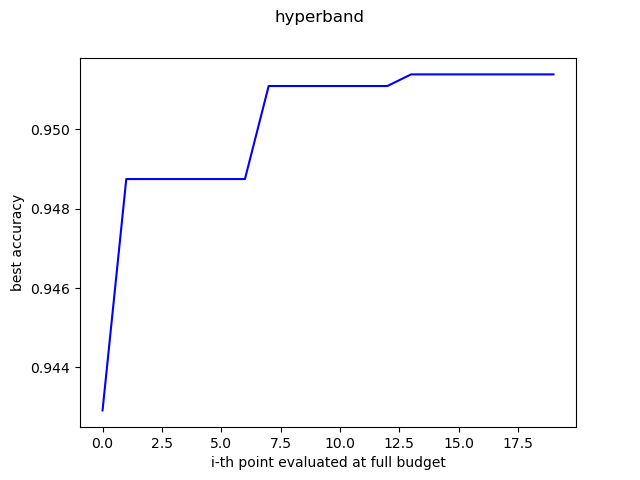 hyperband
best accuracy
0.950
0.948
0.946
0.944
0.0 2.5 5.0 7.5 10.0 12.5 15.0 17.5
i-th point evaluated at full budget